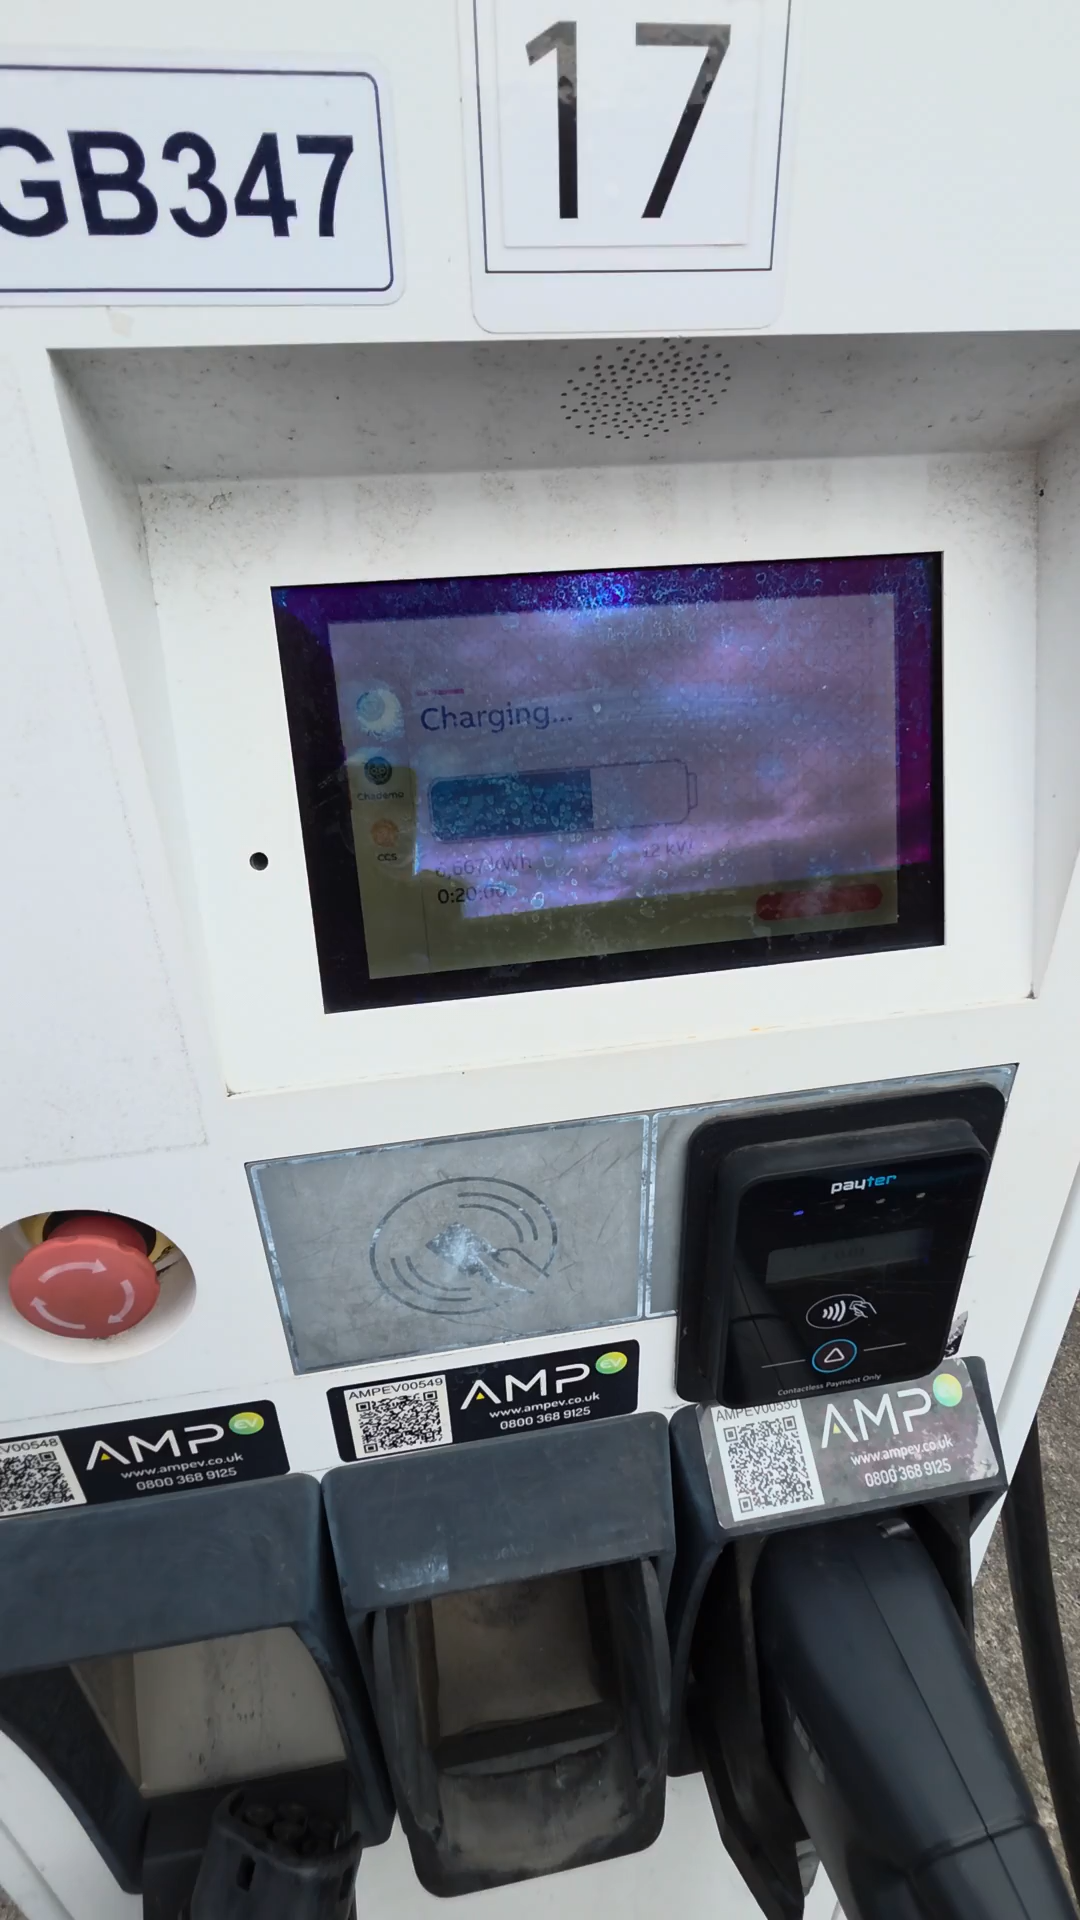 17
GB347
Charging...
Chademo
CCS
0:20:00
payter
Contactless Payment Only
AMPEV00549
AMP EV
www.ampev.co.uk
0800 368 9125
V00548
AMP EV
www.ampev.co.uk
0800 368 9125
AMPEV00550
AMP
www.ampev.co.uk
0800 368 9125